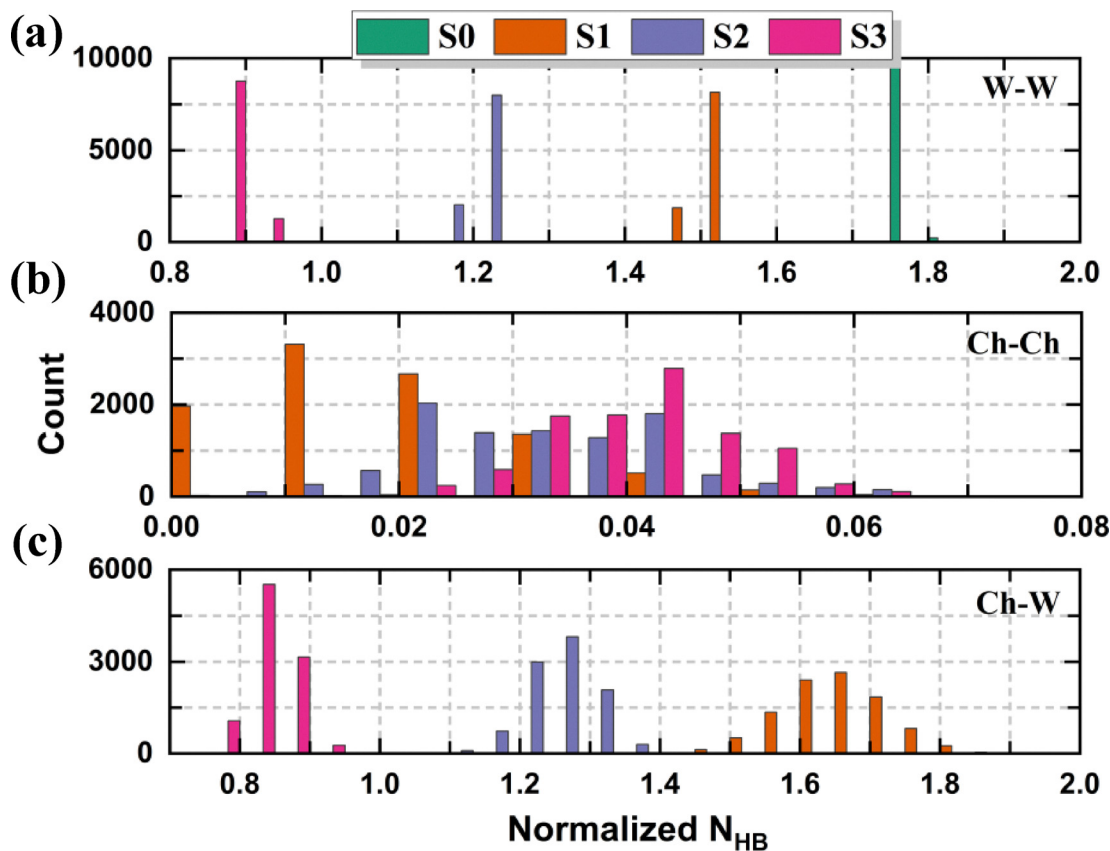 (a)
S0 S1 S2 S3
W-W
10000
5000
0
0.8 1.0 1.2 1.4 1.6 1.8 2.0
(b)
Ch-Ch
4000
2000
0
0.00 0.02 0.04 0.06 0.08
Count
(c)
Ch-W
6000
3000
0
0.8 1.0 1.2 1.4 1.6 1.8 2.0
Normalized N_HB